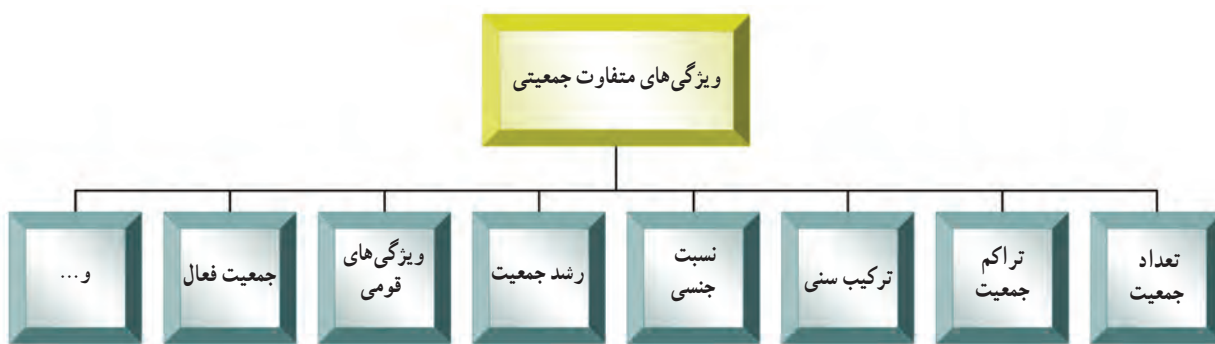 ویژگی‌های متفاوت جمعیتی
تعداد
جمعیت
تراکم
جمعیت
ترکیب سنی
نسبت
جنسی
رشد جمعیت
ویژگی‌های
قومی
جمعیت فعال
و...